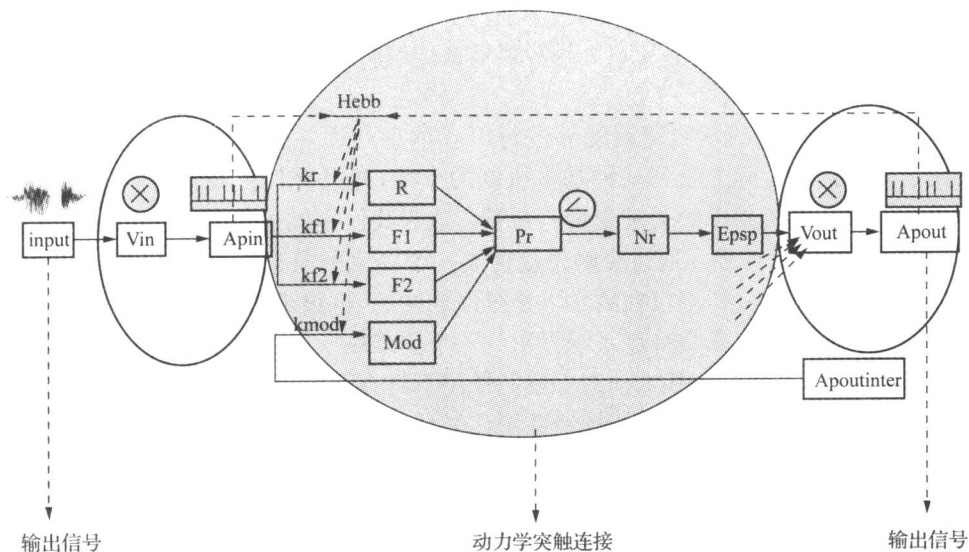 Hebb
kr
R
kf1
F1
kf2
F2
kmod
Mod
input
Vin
Apin
Pr
Nr
Epsp
Vout
Apout
Apoutinter
输出信号
动力学突触连接
输出信号